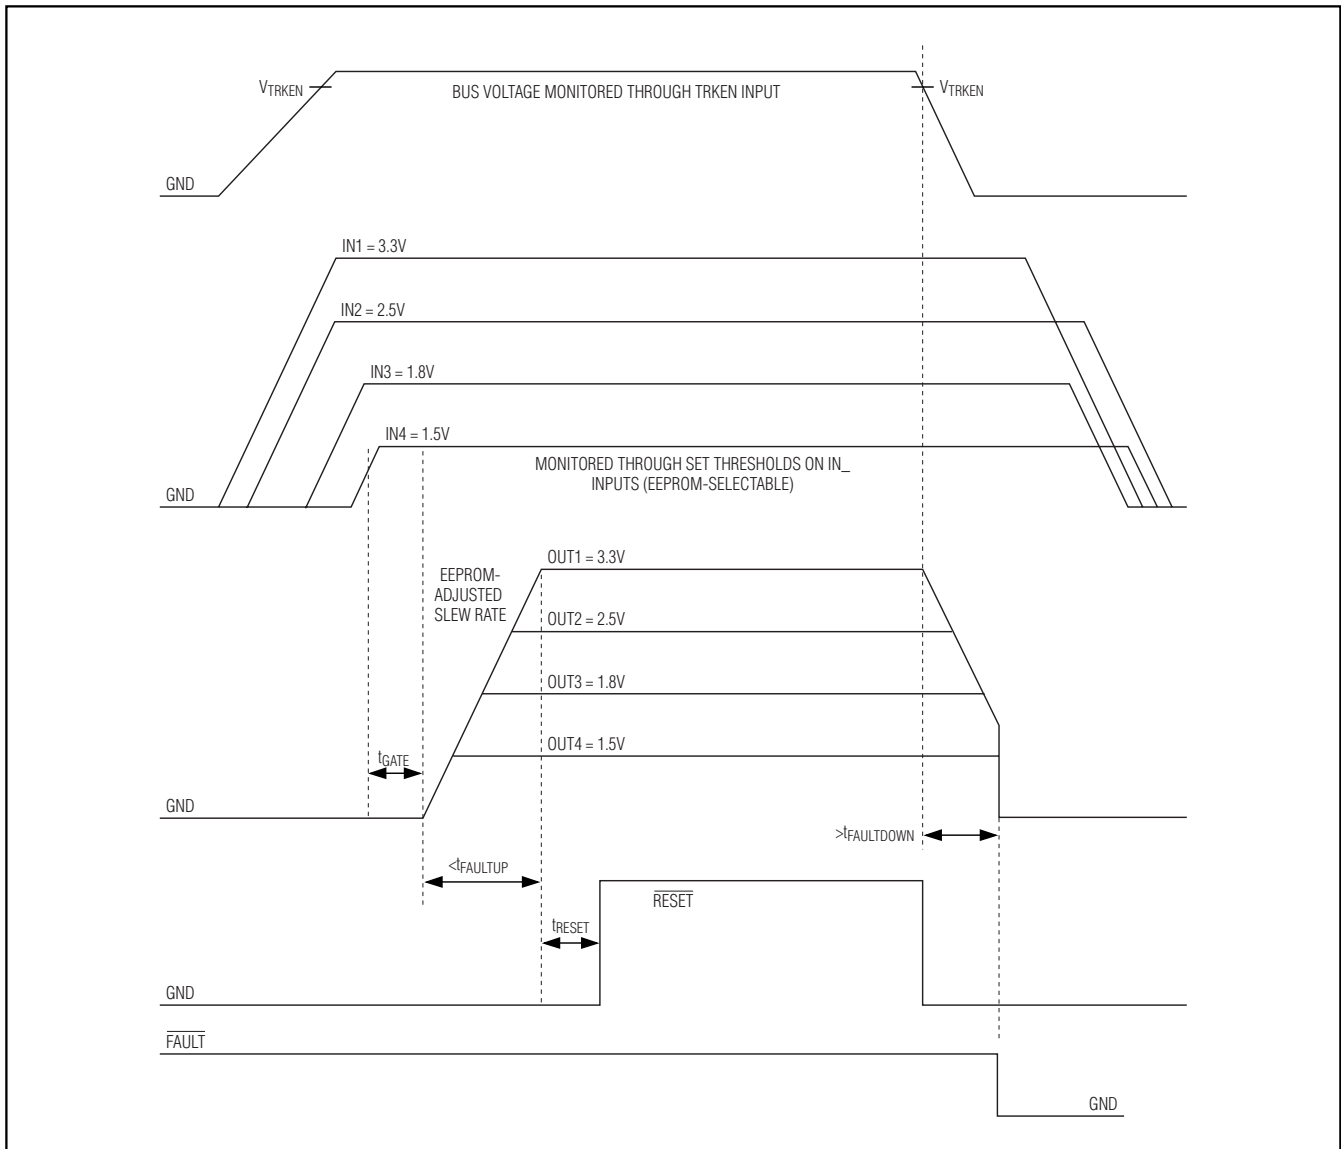 VTRKEN
BUS VOLTAGE MONITORED THROUGH TRKEN INPUT
VTRKEN
GND
IN1 = 3.3V
IN2 = 2.5V
IN3 = 1.8V
IN4 = 1.5V
MONITORED THROUGH SET THRESHOLDS ON IN_
INPUTS (EEPROM-SELECTABLE)
GND
OUT1 = 3.3V
EEPROM-
ADJUSTED
SLEW RATE
OUT2 = 2.5V
OUT3 = 1.8V
OUT4 = 1.5V
tGATE
GND
>tFAULTDOWN
<tFAULTUP
RESET
tRESET
GND
FAULT
GND